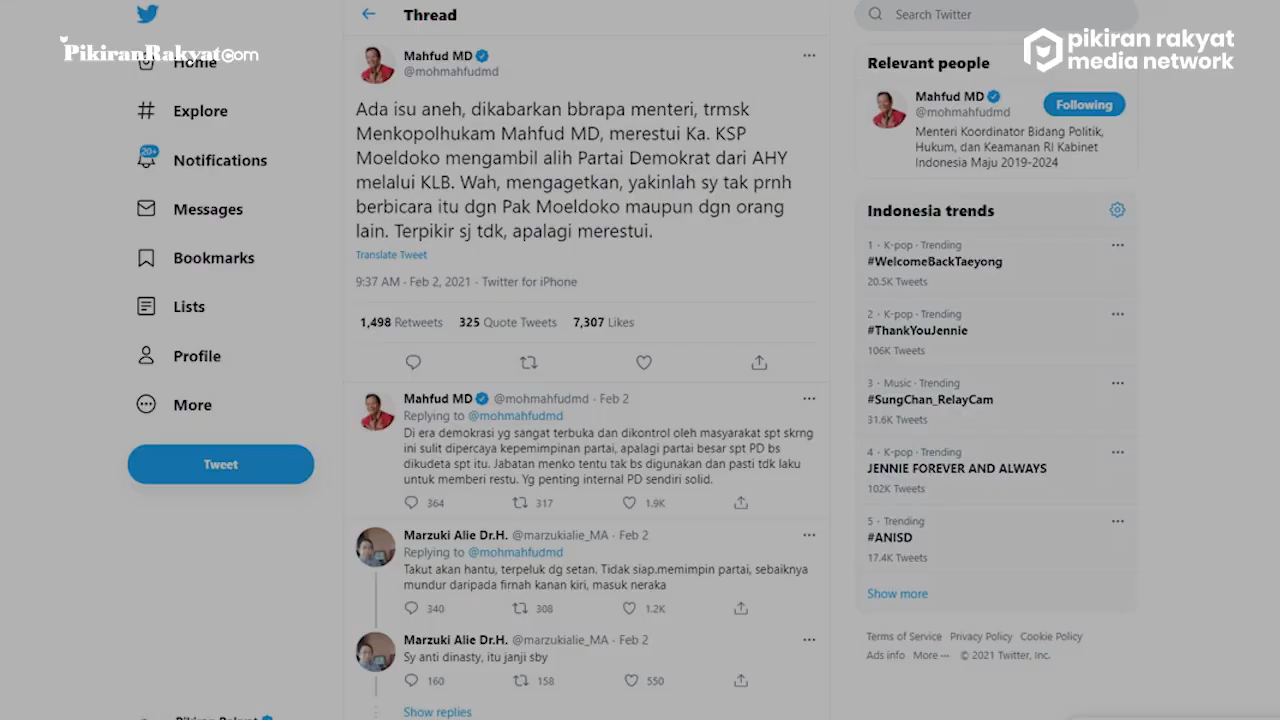 PikiranRakyat.Com
Home
Explore
20+
Notifications
Messages
Bookmarks
Lists
Profile
More
Tweet
Thread
Mahfud MD
@mohmahfudmd
Ada isu aneh, dikabarkan bbrapa menteri, trmsk
Menkopolhukam Mahfud MD, merestui Ka. KSP
Moeldoko mengambil alih Partai Demokrat dari AHY
melalui KLB. Wah, mengagetkan, yakinlah sy tak prnh
berbicara itu dgn Pak Moeldoko maupun dgn orang
lain. Terpikir sj tdk, apalagi merestui.
Translate Tweet
9:37 AM · Feb 2, 2021 · Twitter for iPhone
1,498 Retweets 325 Quote Tweets 7,307 Likes
Mahfud MD @mohmahfudmd · Feb 2
Replying to @mohmahfudmd
Di era demokrasi yg sangat terbuka dan dikontrol oleh masyarakat spt skrng
ini sulit dipercaya kepemimpinan partai, apalagi partai besar spt PD bs
dikudeta spt itu. Jabatan menko tentu tak bs digunakan dan pasti tdk laku
untuk memberi restu. Yg penting internal PD sendiri solid.
364 317 1.9K
Marzuki Alie Dr.H. @marzukialie_MA · Feb 2
Replying to @mohmahfudmd
Takut akan hantu, terpeluk dg setan. Tidak siap.memimpin partai, sebaiknya
mundur daripada firnah kanan kiri, masuk neraka
340 308 1.2K
Marzuki Alie Dr.H. @marzukialie_MA · Feb 2
Sy anti dinasty, itu janji sby
160 158 550
Show replies
Search Twitter
pikiran rakyat
media network
Relevant people
Mahfud MD
@mohmahfudmd
Following
Menteri Koordinator Bidang Politik,
Hukum, dan Keamanan RI Kabinet
Indonesia Maju 2019-2024
Indonesia trends
1 · K-pop · Trending
#WelcomeBackTaeyong
20.5K Tweets
2 · K-pop · Trending
#ThankYouJennie
106K Tweets
3 · Music · Trending
#SungChan_RelayCam
31.6K Tweets
4 · K-pop · Trending
JENNIE FOREVER AND ALWAYS
102K Tweets
5 · Trending
#ANISD
17.4K Tweets
Show more
Terms of Service Privacy Policy Cookie Policy
Ads info More ··· © 2021 Twitter, Inc.
Pikiran Rakyat